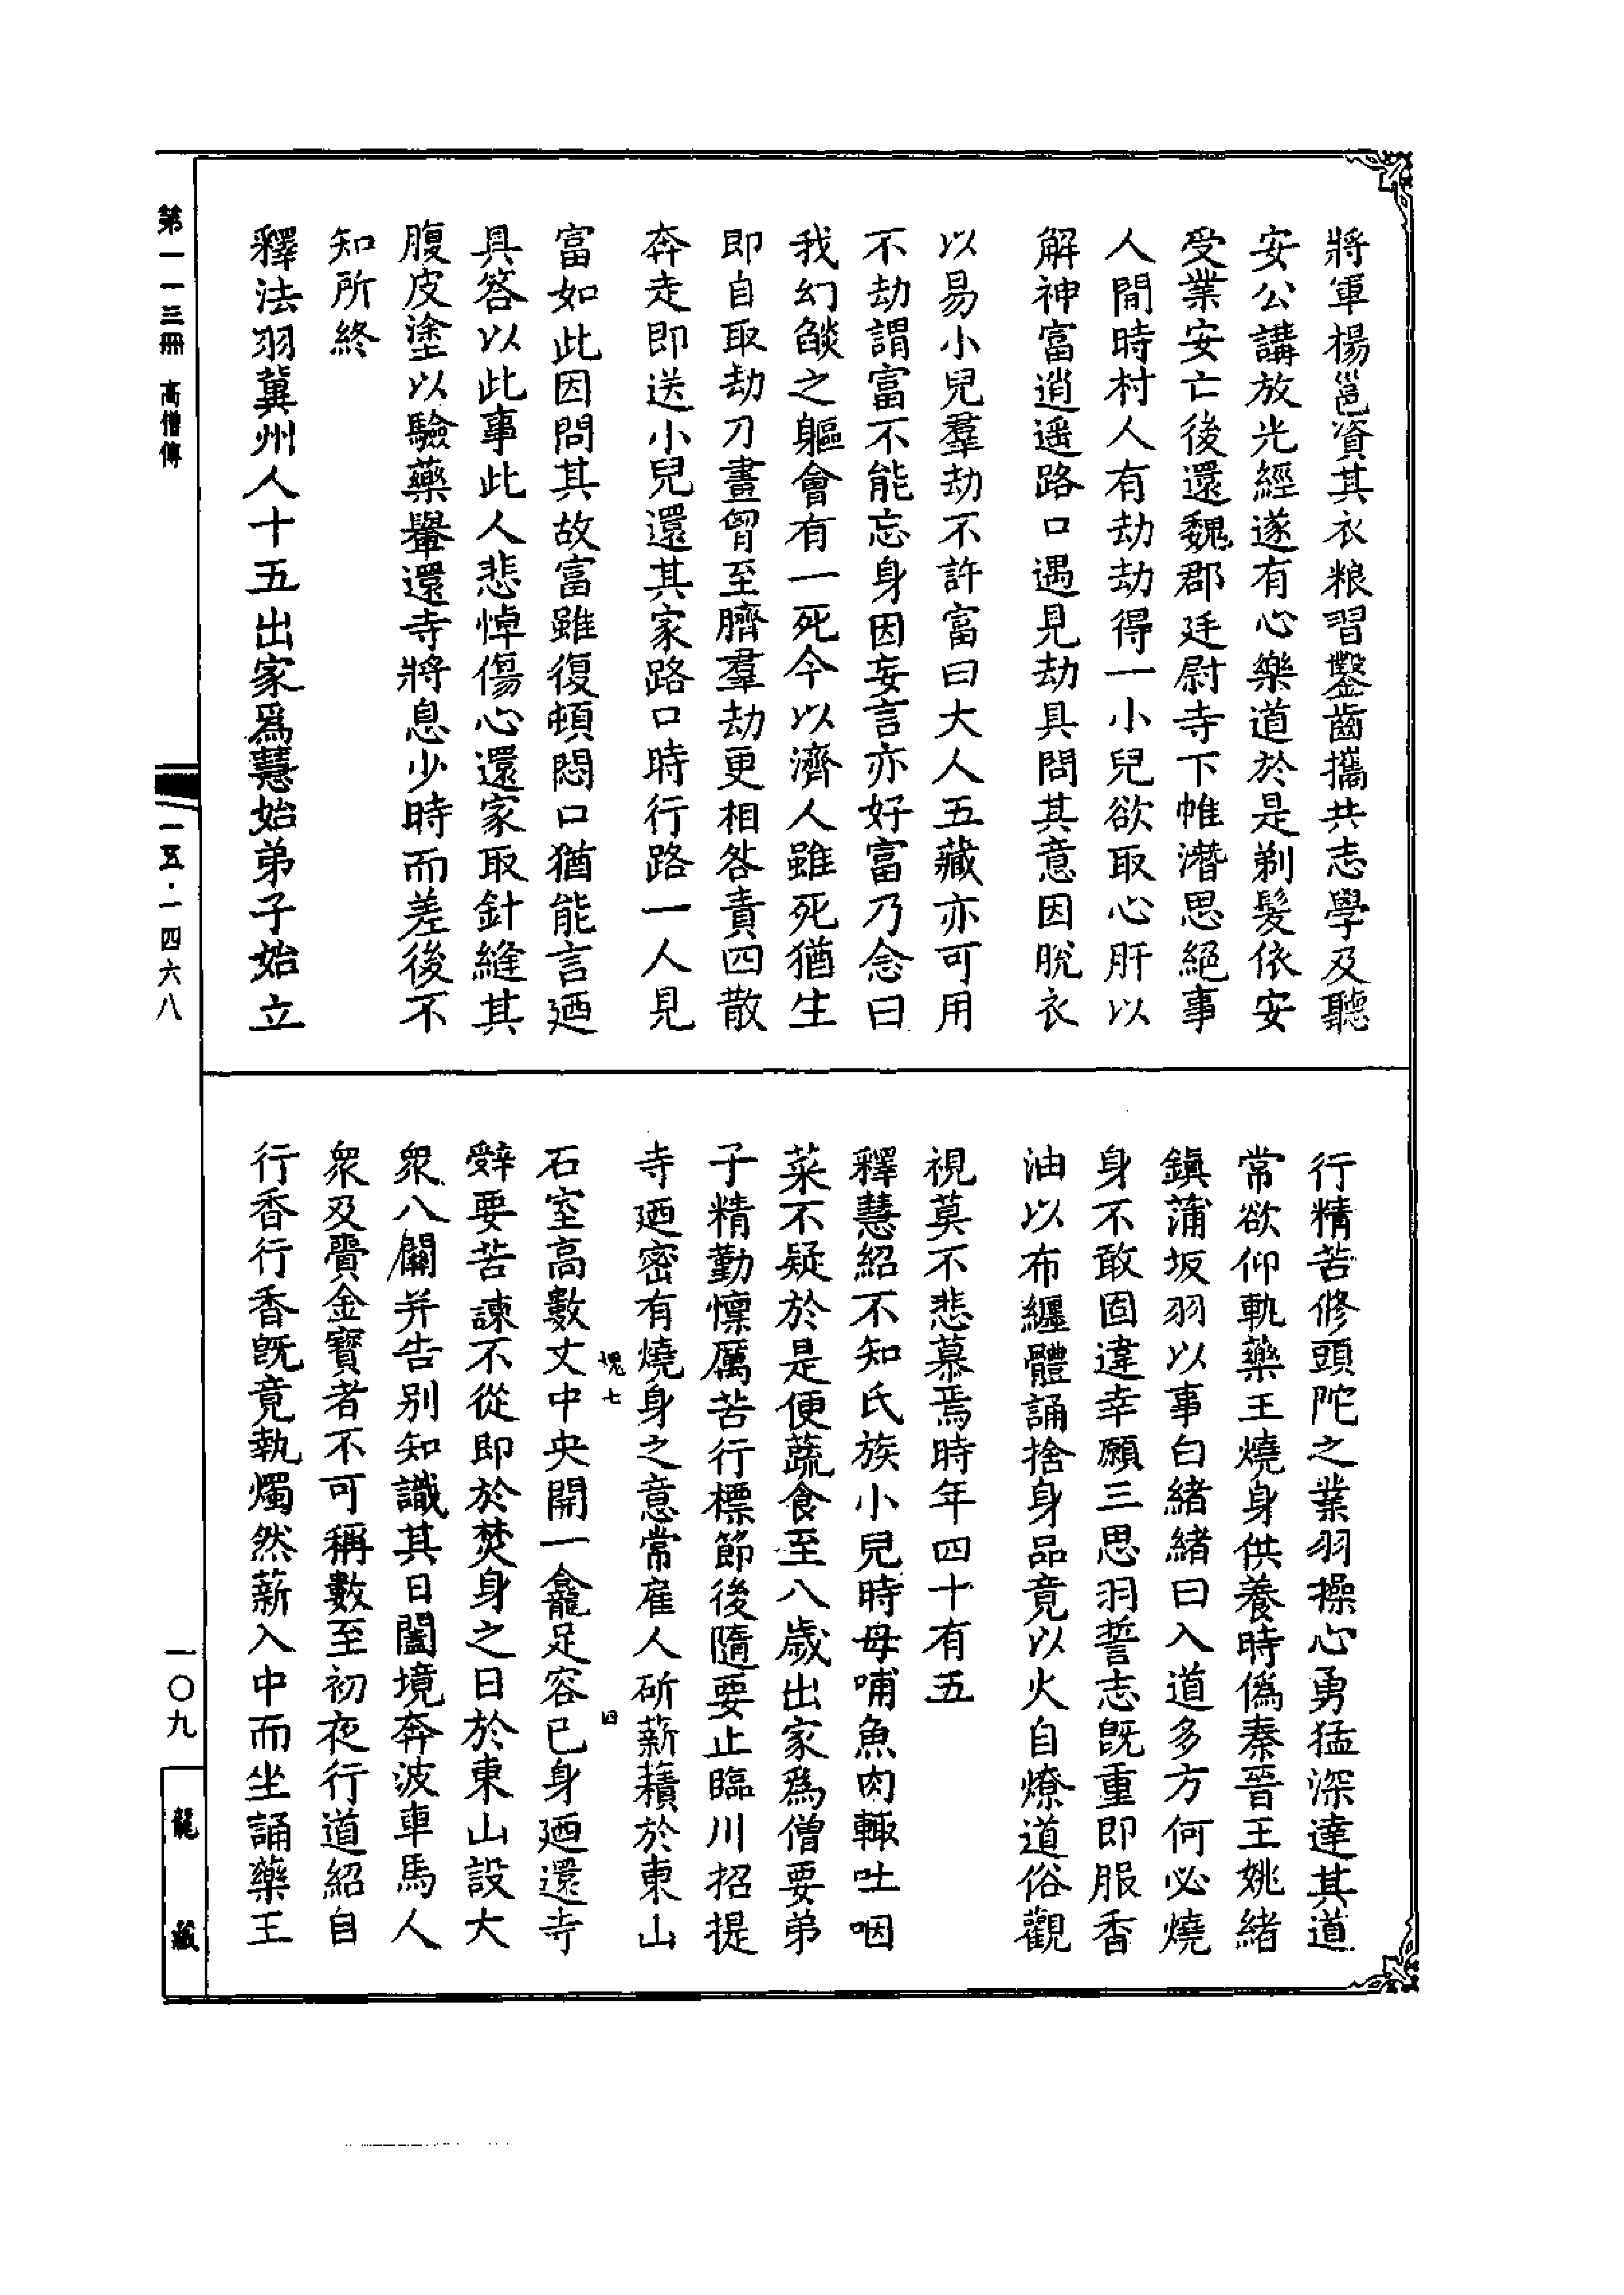 將軍楊邕資其衣粮習鑿齒攜共志學及聽
安公講放光經遂有心樂道於是剃髮依安
受業安亡後還魏郡廷尉寺下帷潛思絕事
人間時村人有劫劫得一小兒欲取心肝以
解神富逍遥路口遇見劫具問其意因脫衣
以易小兒羣劫不許富曰大人五藏亦可用
不劫謂富不能忘身因妄言亦好富乃念曰
我幻燄之軀會有一死今以濟人雖死猶生
即自取劫刀畫胷至臍羣劫更相咎責四散
奔走即送小兒還其家路口時行路一人見
富如此因問其故富雖復頓悶口猶能言迺
具答以此事此人悲悼傷心還家取針縫其
腹皮塗以驗藥轝還寺將息少時而差後不
知所終
釋法羽冀州人十五出家爲慧始弟子始立
行精苦修頭陀之業羽操心勇猛深達其道
常欲仰軌藥王燒身供養時偽秦晉王姚緒
鎮蒲坂羽以事白緒緒曰入道多方何必燒
身不敢固違幸願三思羽誓志旣重即服香
油以布纏體誦捨身品竟以火自燎道俗觀
視莫不悲慕焉時年四十有五
釋慧紹不知氏族小兒時母哺魚肉輙吐咽
菜不疑於是便蔬食至八歲出家爲僧要弟
子精勤懍厲苦行標節後隨要止臨川招提
寺迺密有燒身之意常雇人斫薪積於東山
塊七 四
石室高數丈中央開一龕足容已身迺還寺
辤要苦諫不從即於焚身之日於東山設大
衆八關并告别知識其日闔境奔波車馬人
衆及賷金寶者不可稱數至初夜行道紹自
行香行香旣竟執燭然薪入中而坐誦藥王
第一一三冊 高僧傳
一五·一四六八
一〇九
龍藏